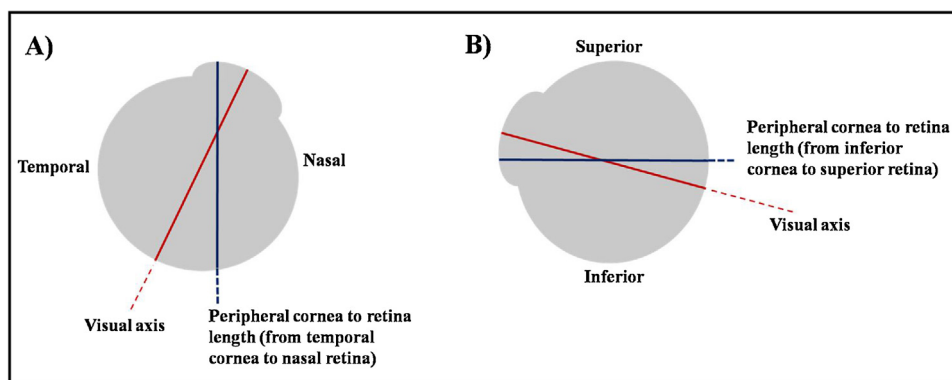 A)
Temporal
Nasal
Visual axis
Peripheral cornea to retina
length (from temporal
cornea to nasal retina)
B)
Superior
Peripheral cornea to retina
length (from inferior
cornea to superior retina)
Visual axis
Inferior